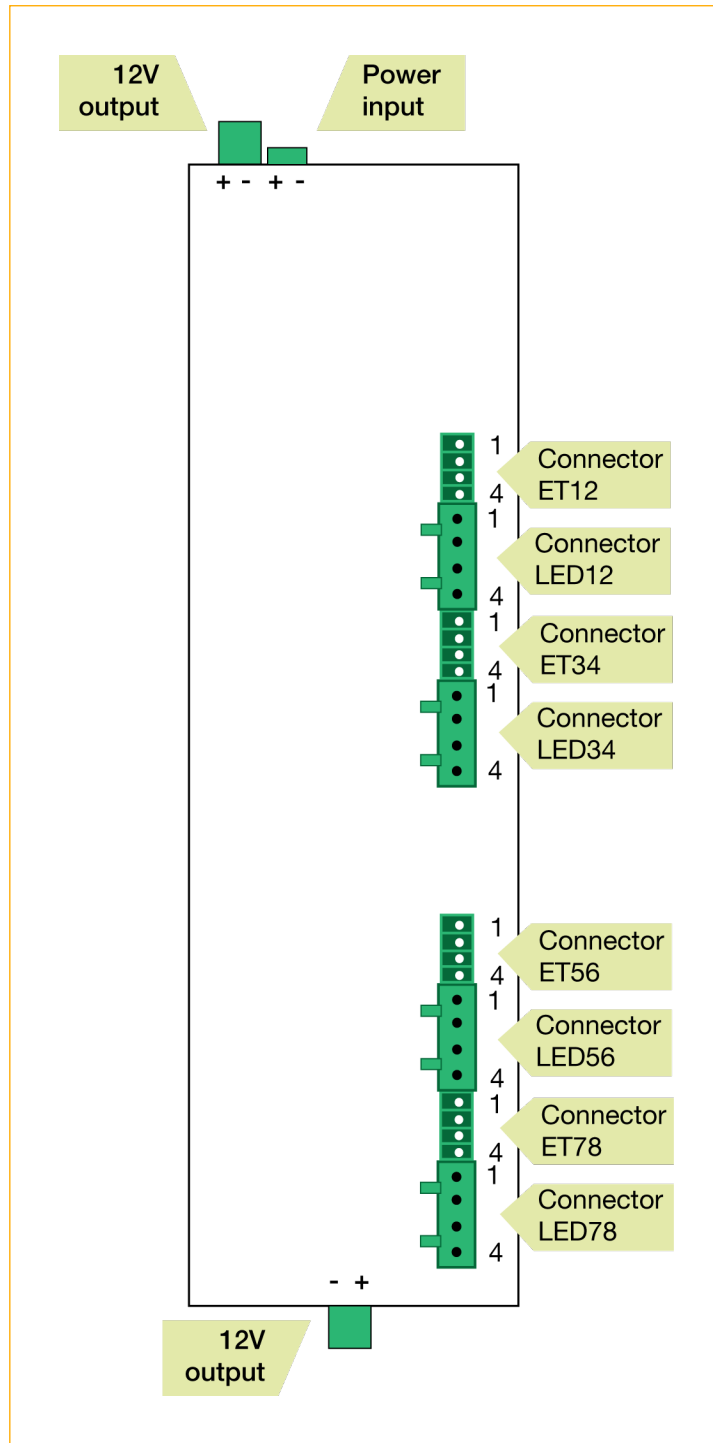 12V
output
Power
input
+ - + -
1
Connector
ET12
4
1
Connector
LED12
4
1
Connector
ET34
4
1
Connector
LED34
4
1
Connector
ET56
4
1
Connector
LED56
4
1
Connector
ET78
4
1
Connector
LED78
4
- +
12V
output